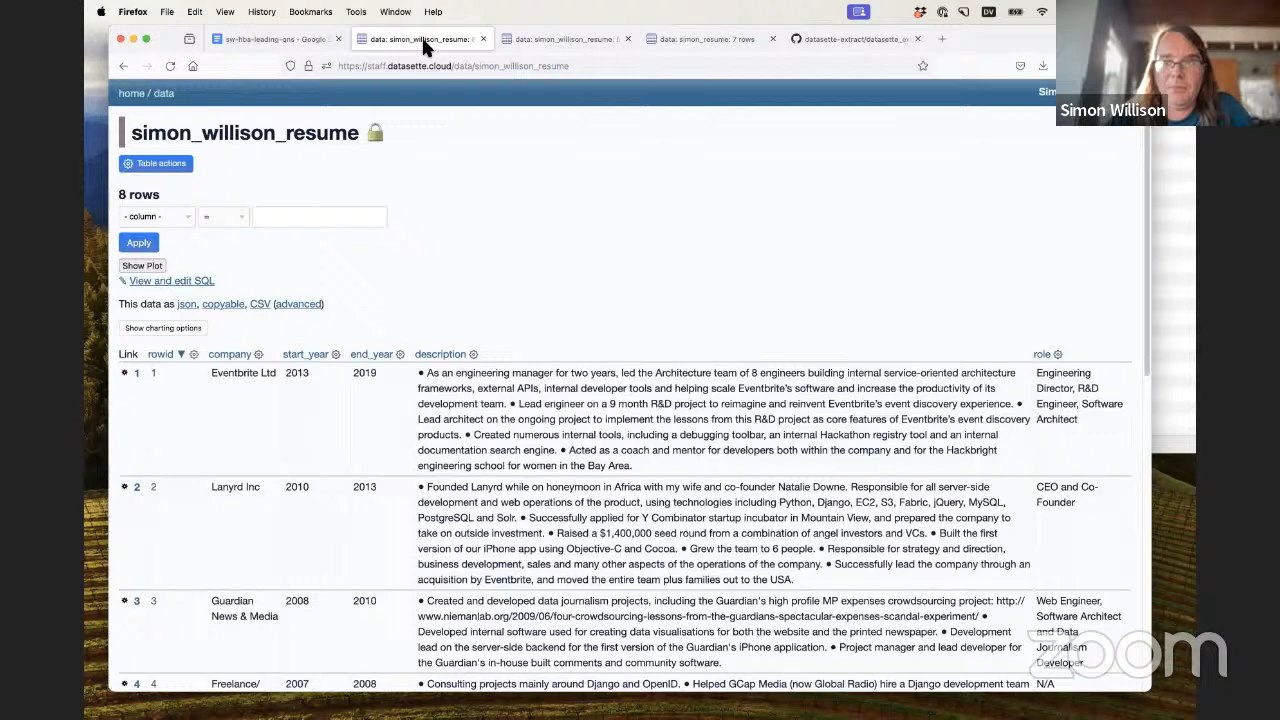 Firefox File Edit View History Bookmarks Tools Window Help DV
sw-hba-leading-qns - Google D
data: simon_willison_resume: 8
data: simon_willison_resume: 5
data: simon_resume: 7 rows
datasette-extract/datasette_ex
https://staff.datasette.cloud/data/simon_willison_resume
home / data
Sim
Simon Willison
simon_willison_resume
Table actions
8 rows
- column - =
Apply
Show Plot
View and edit SQL
This data as json, copyable, CSV (advanced)
Show charting options
Link rowid ▼ company start_year end_year description role
1 1 Eventbrite Ltd 2013 2019 ● As an engineering manager for two years, led the Architecture team of 8 engineers building internal service-oriented architecture Engineering
frameworks, external APIs, internal developer tools and helping scale Eventbrite's software and increase the productivity of its Director, R&D
development team. ● Lead engineer on a 9 month R&D project to reimagine and reinvent Eventbrite's event discovery experience. ● Engineer, Software
Lead architect on the ongoing project to implement the lessons from this R&D project as core features of Eventbrite's event discovery Architect
products. ● Created numerous internal tools, including a debugging toolbar, an internal Hackathon registry tool and an internal
documentation search engine. ● Acted as a coach and mentor for developers both within the company and for the Hackbright
engineering school for women in the Bay Area.
2 2 Lanyrd Inc 2010 2013 ● Founded Lanyrd while on honeymoon in Africa with my wife and co-founder Natalie Downe. Responsible for all server-side CEO and Co-
development and web operations of the product, using technologies including Python, Django, EC2, S3, Fabric, jQuery, MySQL, Founder
PostgreSQL and Solr. ● Successfully applied for Y Combinator startup incubator in Mountain View, and prepared the company to
take on outside investment. ● Raised a $1,400,000 seed round from a combination of angel investors and VCs. ● Built the first
version of our iPhone app using Objective-C and Cocoa. ● Grew the team to 6 people. ● Responsible for strategy and direction,
business development, sales and many other aspects of the operations of the company. ● Successfully lead the company through an
acquisition by Eventbrite, and moved the entire team plus families out to the USA.
3 3 Guardian 2008 2010 ● Created and developed data journalism projects, including the Guardian's high-profile MP expenses crowdsourcing project: http:// Web Engineer,
News & Media www.niemanlab.org/2009/06/four-crowdsourcing-lessons-from-the-guardians-spectacular-expenses-scandal-experiment/ ● Software Architect
Developed internal software used for creating data visualisations for both the website and the printed newspaper. ● Development and Data
lead on the server-side backend for the first version of the Guardian's iPhone application. ● Project manager and lead developer for Journalism
the Guardian's in-house built comments and community software. Developer
4 4 Freelance/ 2007 2008 ● Consulting projects mainly around Django and OpenID. ● Helped GCap Media (now Global Radio) hire a Django development team N/A
zoom